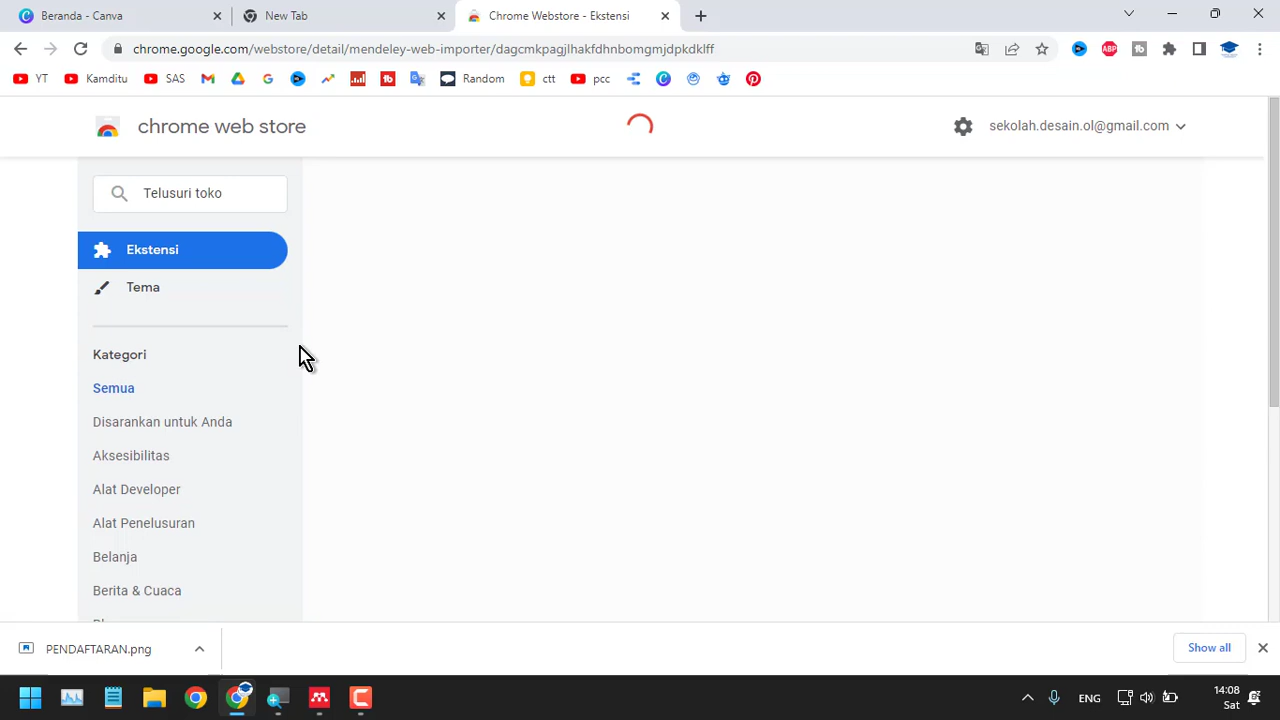 Beranda - Canva
New Tab
Chrome Webstore - Ekstensi
chrome.google.com/webstore/detail/mendeley-web-importer/dagcmkpagjlhakfdhnbomgmjdpkdklff
YT
Kamditu
SAS
Random
ctt
pcc
chrome web store
sekolah.desain.ol@gmail.com
Telusuri toko
Ekstensi
Tema
Kategori
Semua
Disarankan untuk Anda
Aksesibilitas
Alat Developer
Alat Penelusuran
Belanja
Berita & Cuaca
PENDAFTARAN.png
Show all
ENG
14:08
Sat